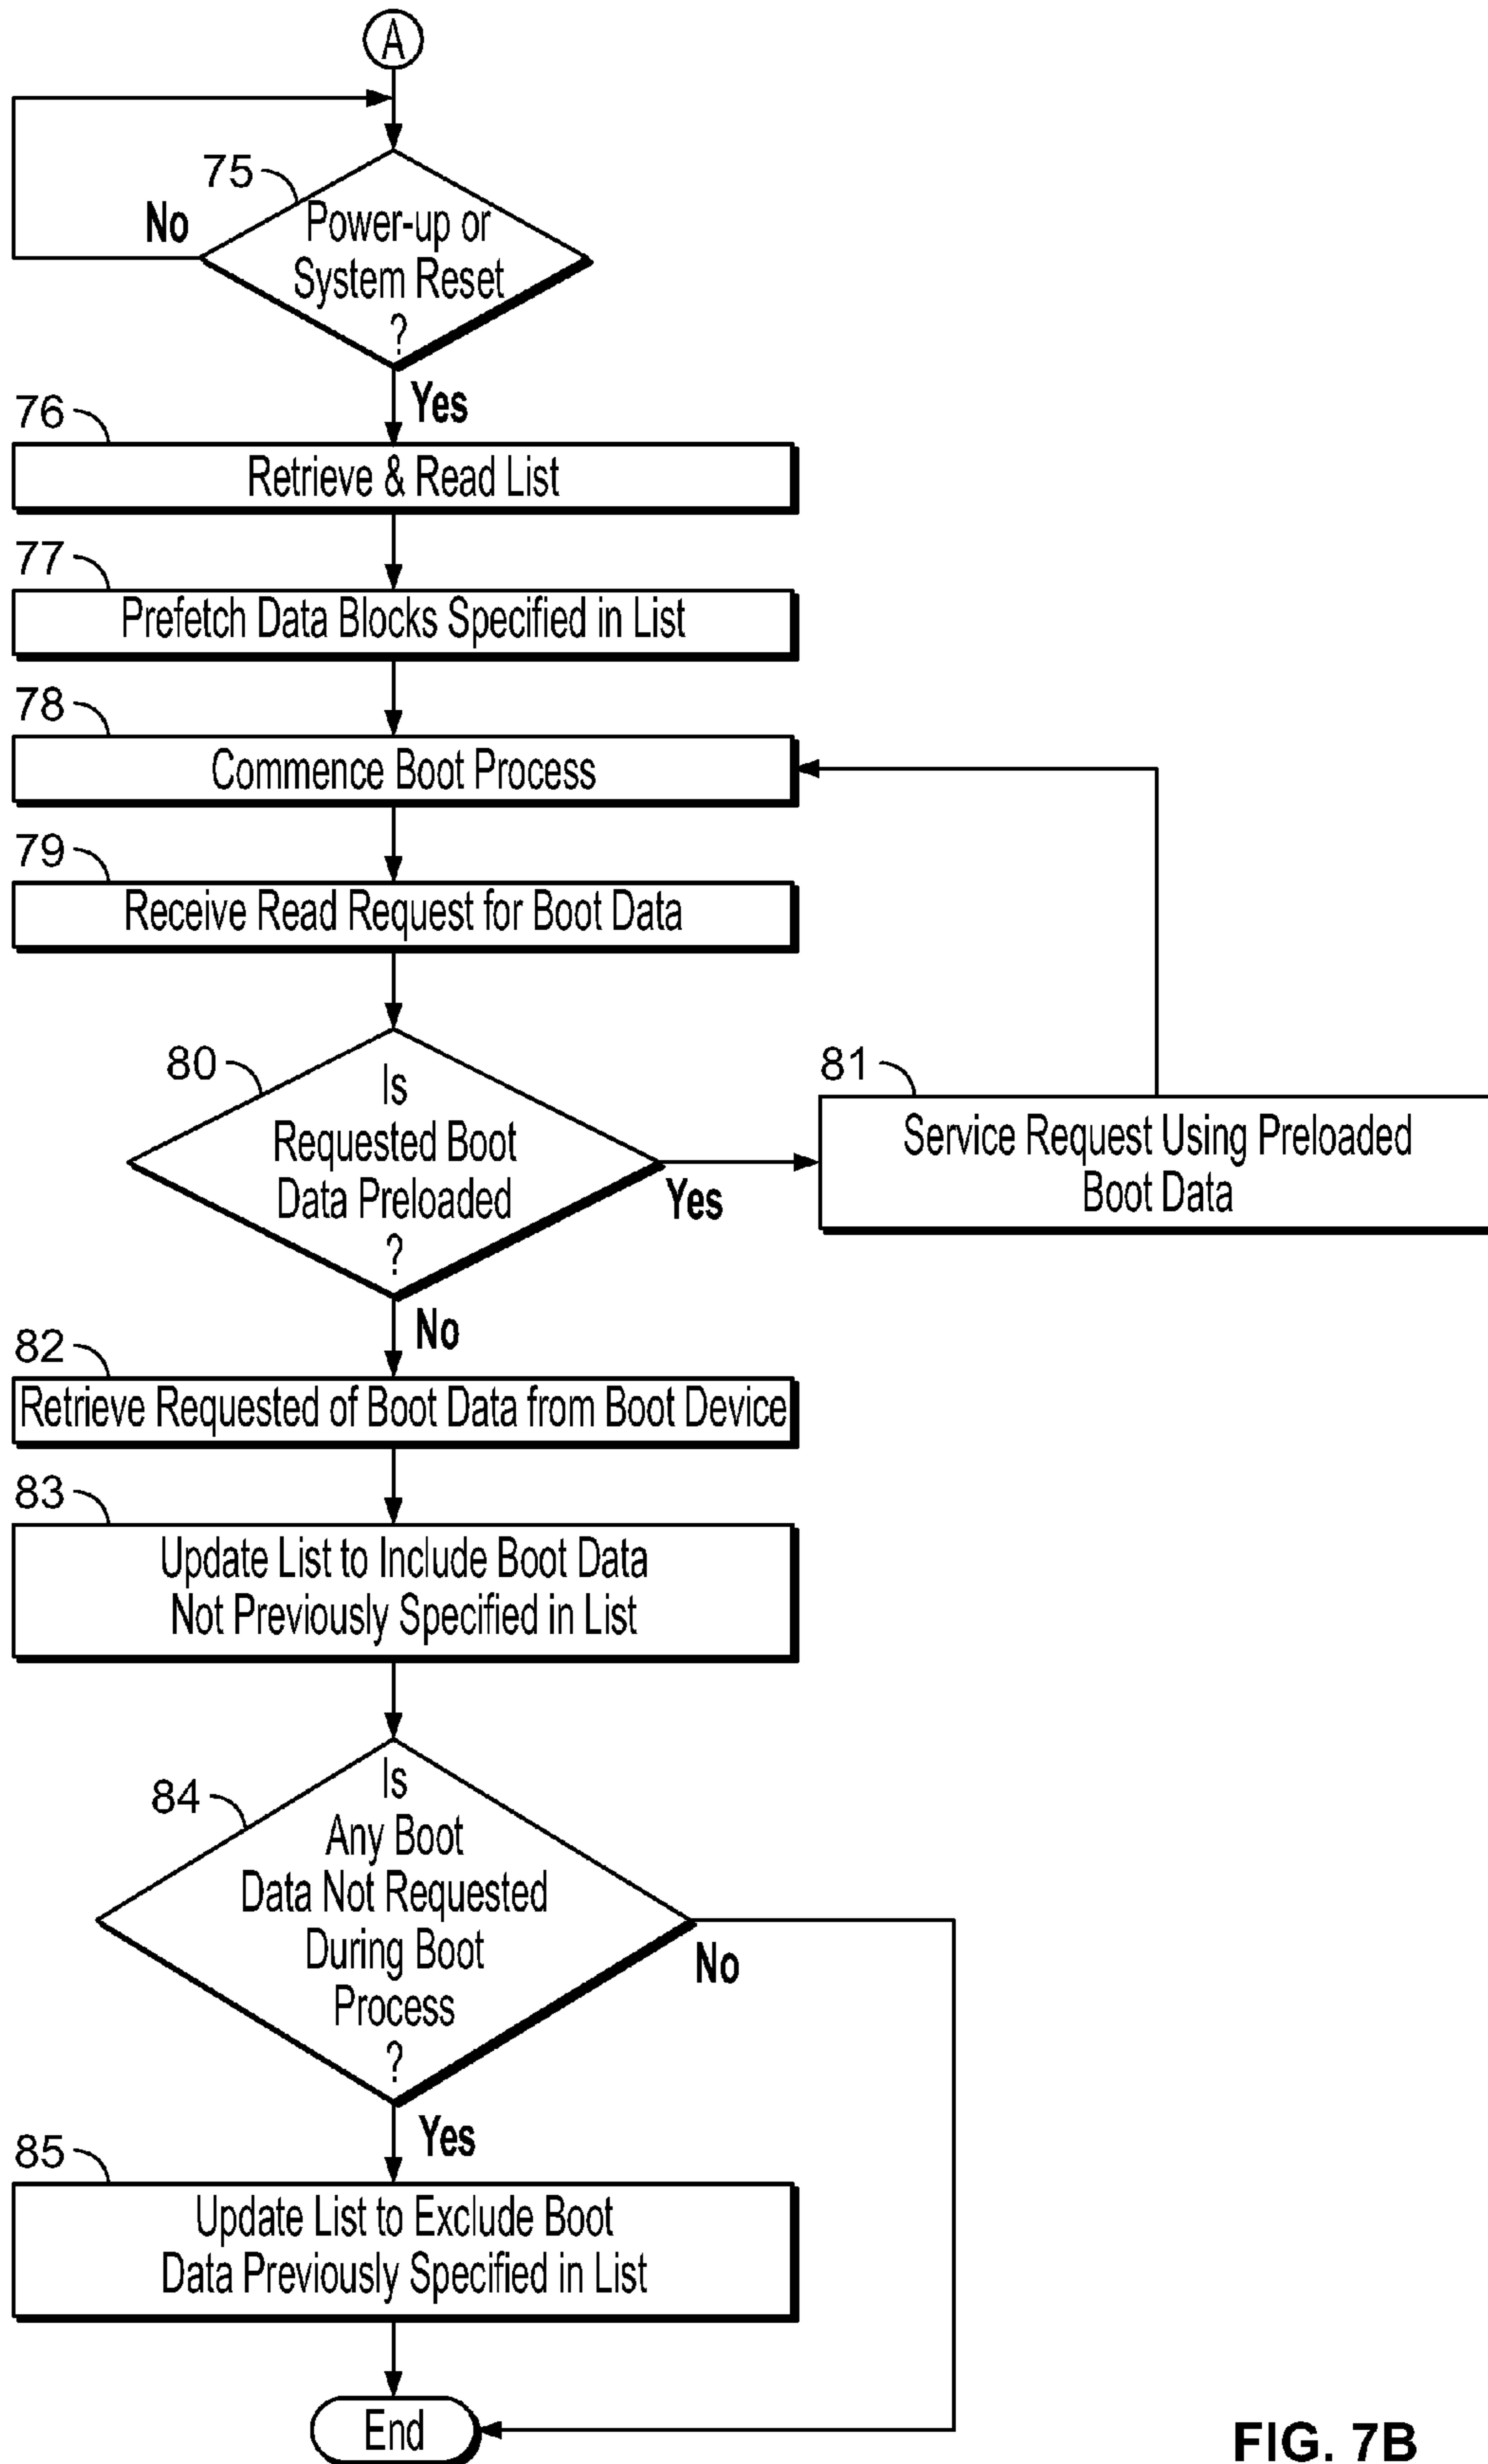 A
75
No
Power-up or
System Reset
?
Yes
76
Retrieve & Read List
77
Prefetch Data Blocks Specified in List
78
Commence Boot Process
79
Receive Read Request for Boot Data
80
Is
Requested Boot
Data Preloaded
?
Yes
81
Service Request Using Preloaded
Boot Data
No
82
Retrieve Requested of Boot Data from Boot Device
83
Update List to Include Boot Data
Not Previously Specified in List
84
Is
Any Boot
Data Not Requested
During Boot
Process
?
No
Yes
85
Update List to Exclude Boot
Data Previously Specified in List
End
FIG. 7B